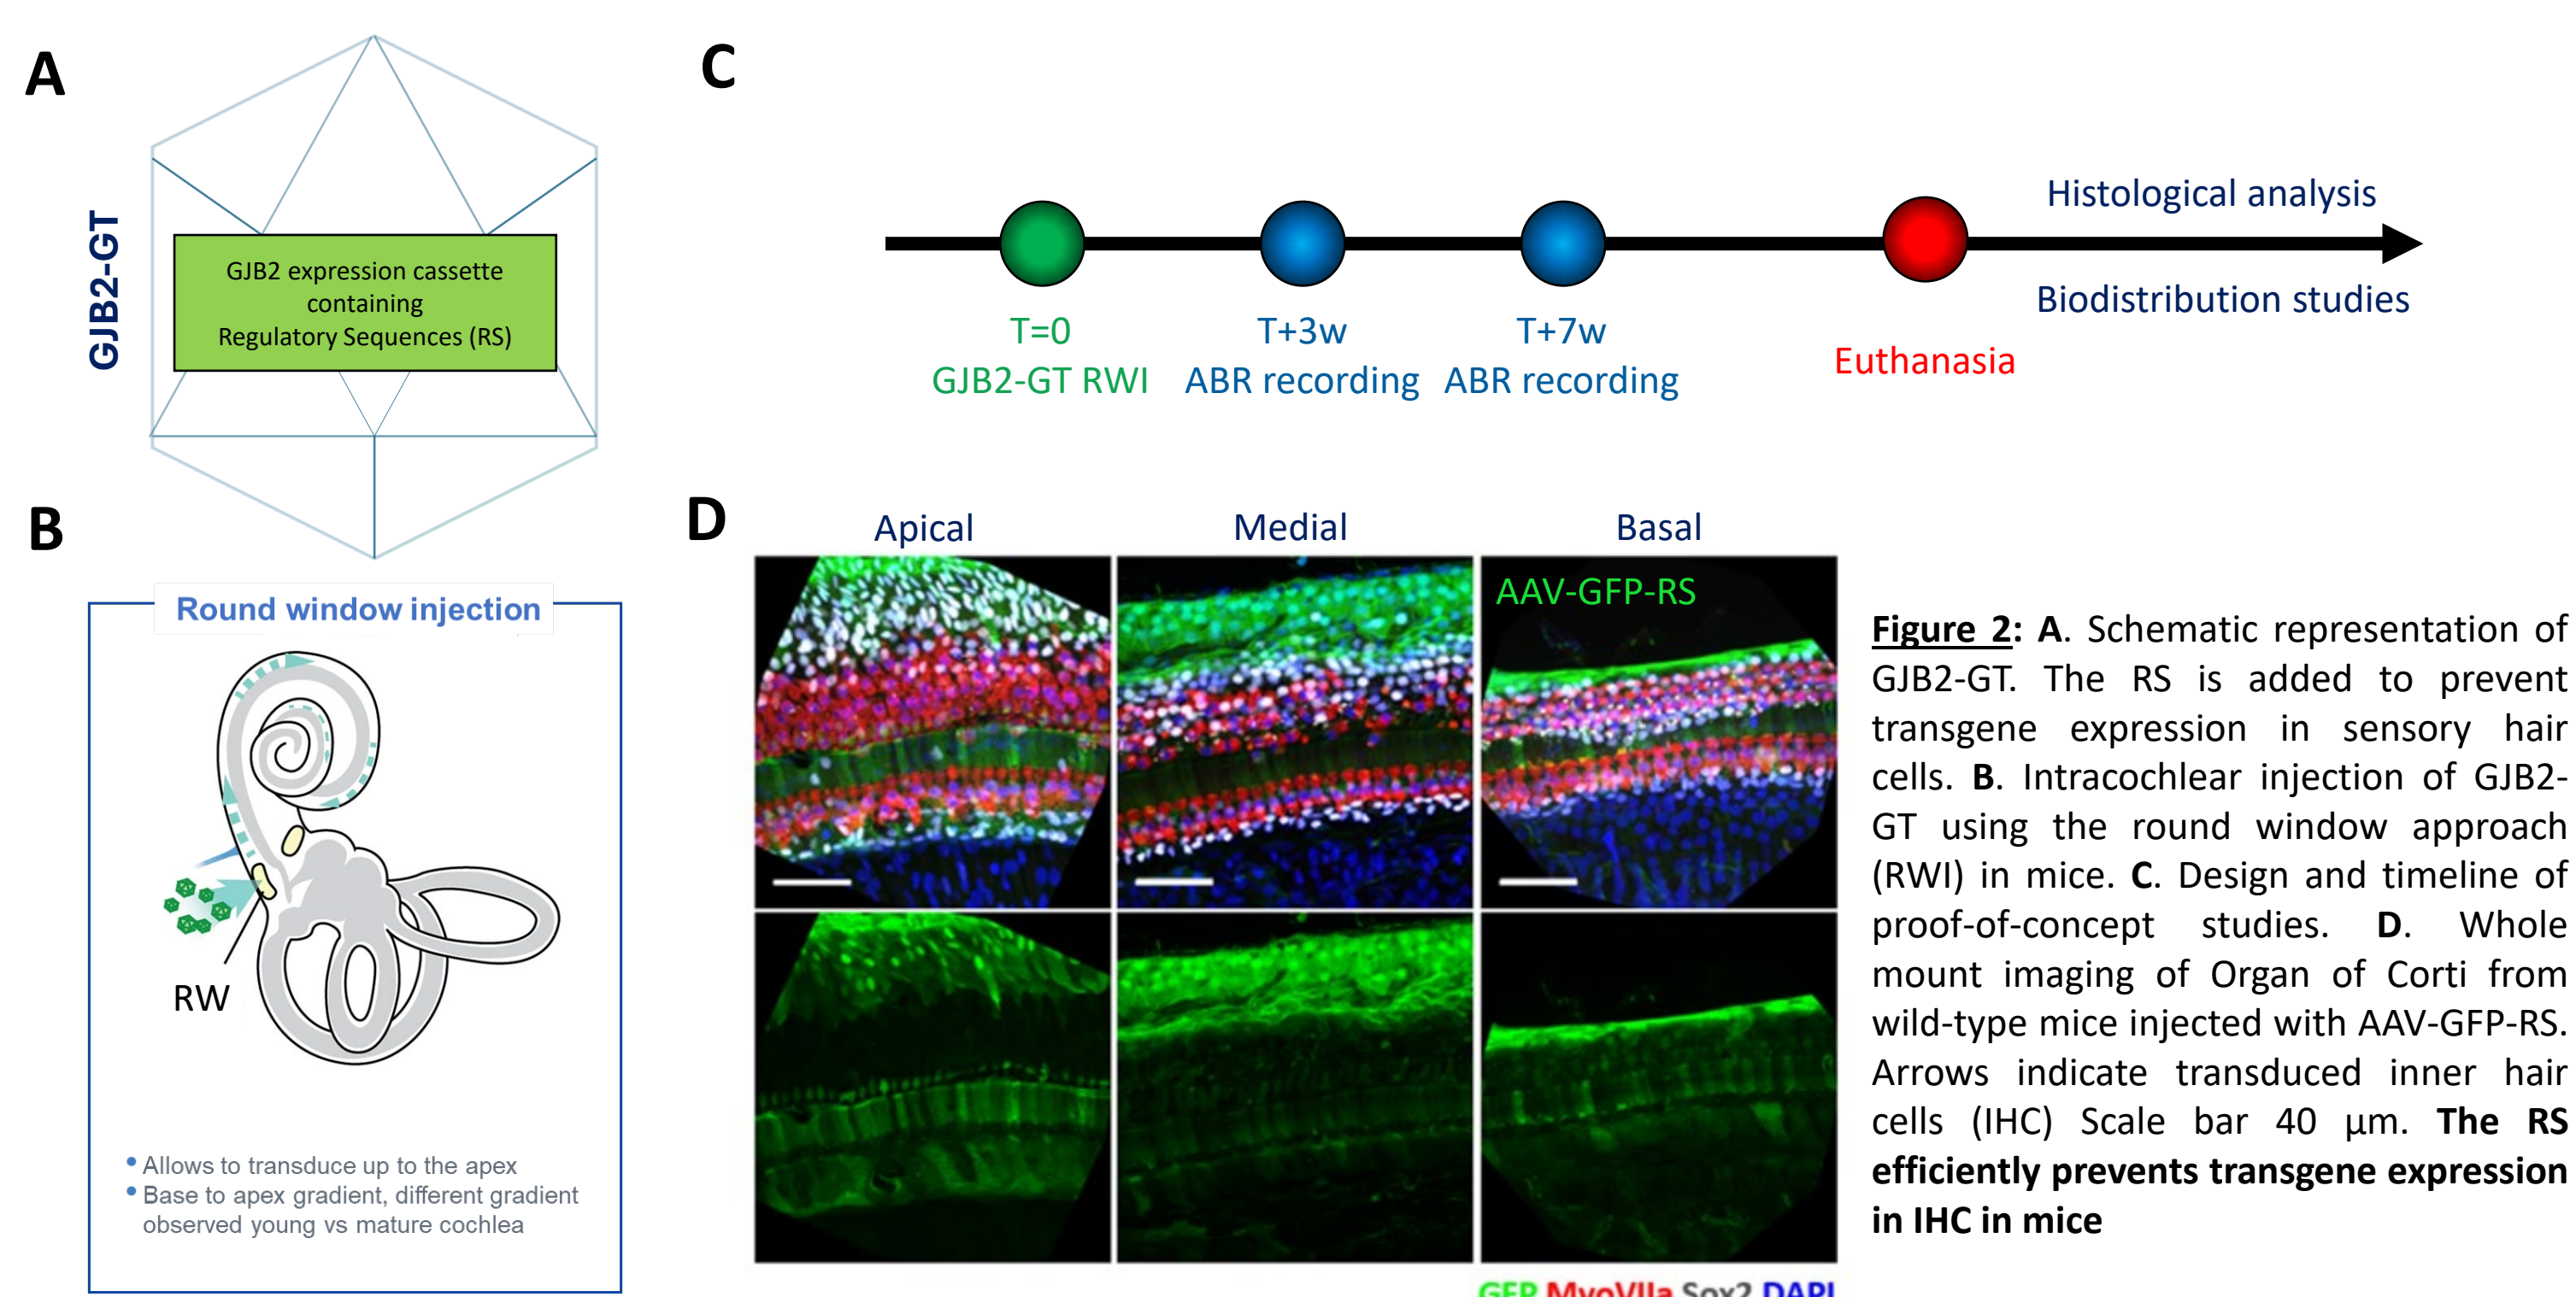 A
GJB2-GT
GJB2 expression cassette
containing
Regulatory Sequences (RS)
B
Round window injection
RW
• Allows to transduce up to the apex
• Base to apex gradient, different gradient
observed young vs mature cochlea
C
T=0
GJB2-GT RWI
T+3w
ABR recording
T+7w
ABR recording
Euthanasia
Histological analysis
Biodistribution studies
D
Apical
Medial
Basal
AAV-GFP-RS
GFP MyoVIIa Sox2 DAPI
Figure 2: A. Schematic representation of
GJB2-GT. The RS is added to prevent
transgene expression in sensory hair
cells. B. Intracochlear injection of GJB2-
GT using the round window approach
(RWI) in mice. C. Design and timeline of
proof-of-concept studies. D. Whole
mount imaging of Organ of Corti from
wild-type mice injected with AAV-GFP-RS.
Arrows indicate transduced inner hair
cells (IHC) Scale bar 40 µm. The RS
efficiently prevents transgene expression
in IHC in mice